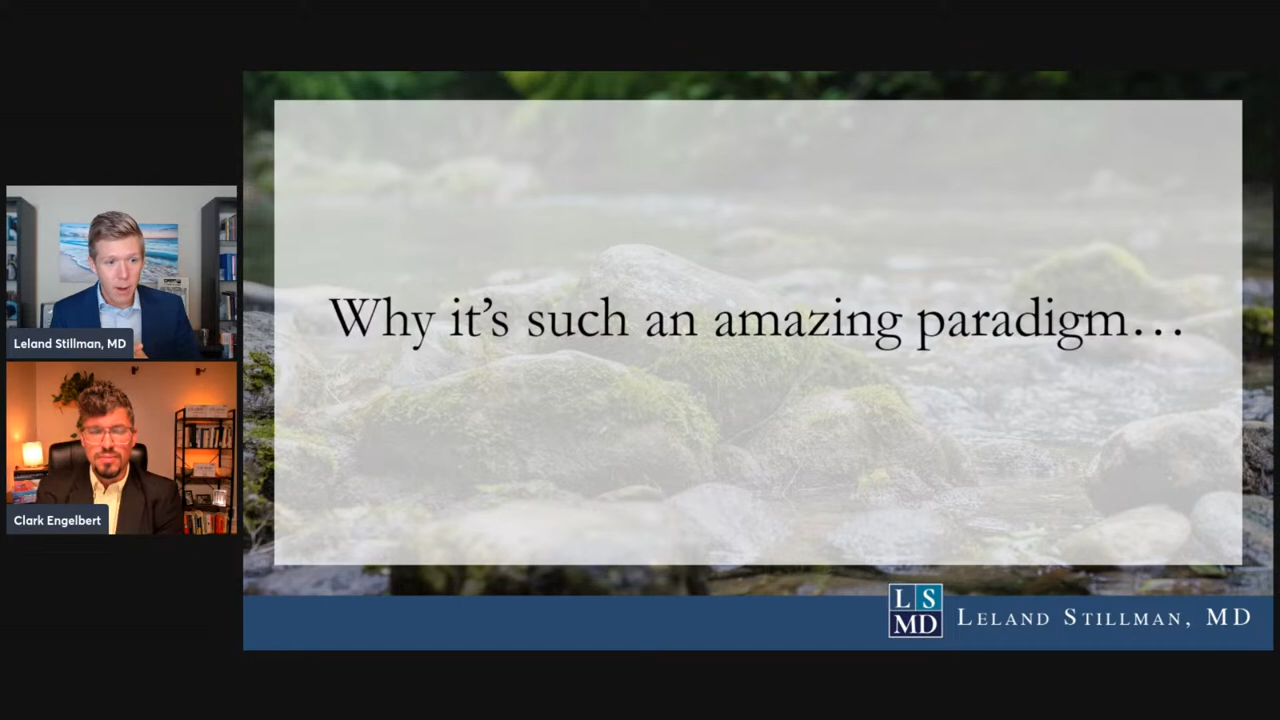 Leland Stillman, MD
Clark Engelbert
Why it’s such an amazing paradigm…
LS
MD
LELAND STILLMAN, MD